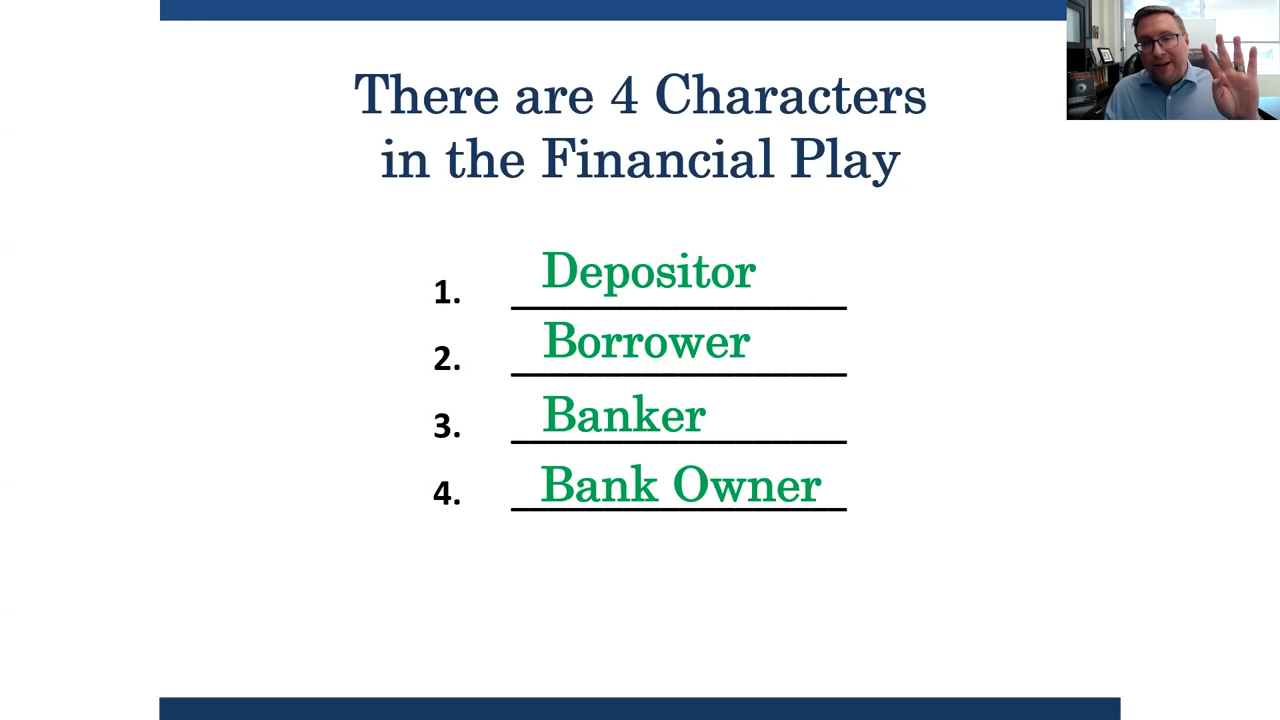 There are 4 Characters
in the Financial Play
1. Depositor
2. Borrower
3. Banker
4. Bank Owner